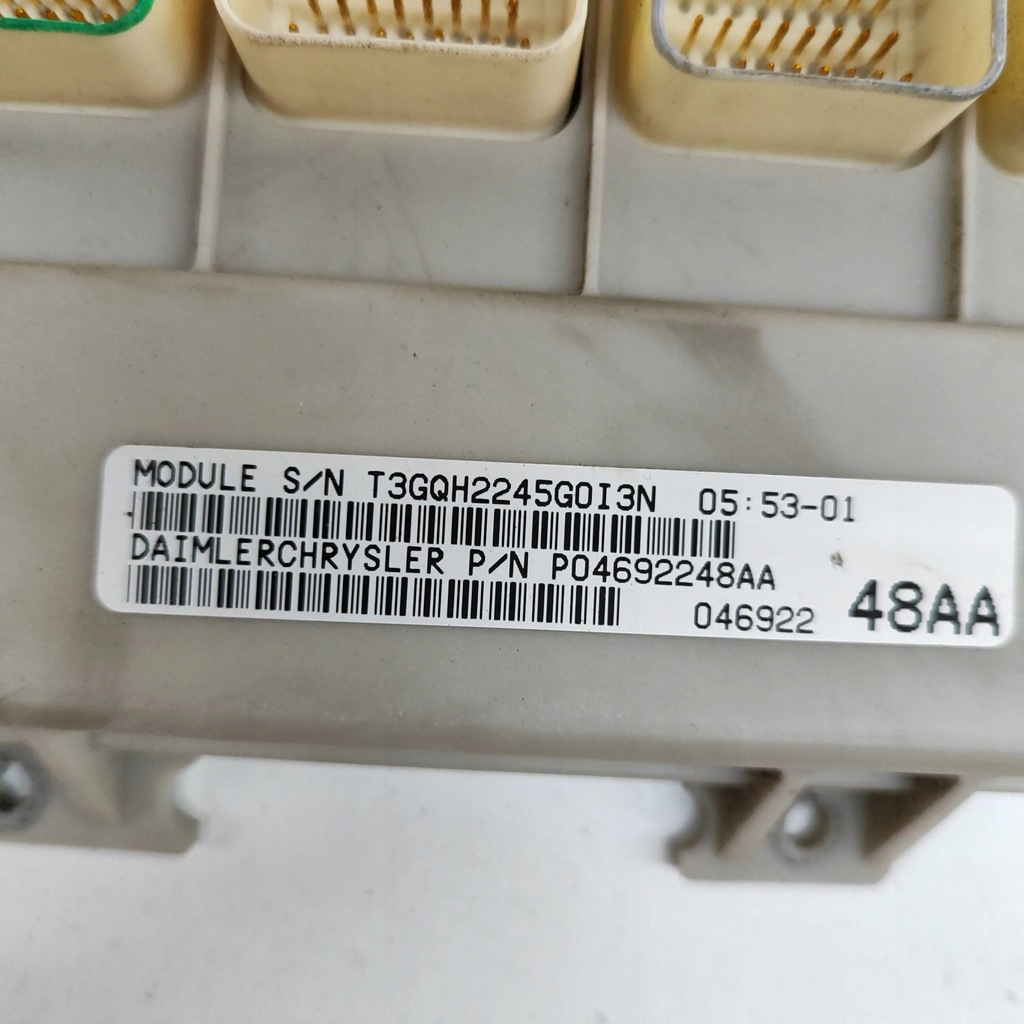 MODULE S/N T3GQH2245G0I3N 05:53-01
DAIMLERCHRYSLER P/N P04692248AA
046922 48AA